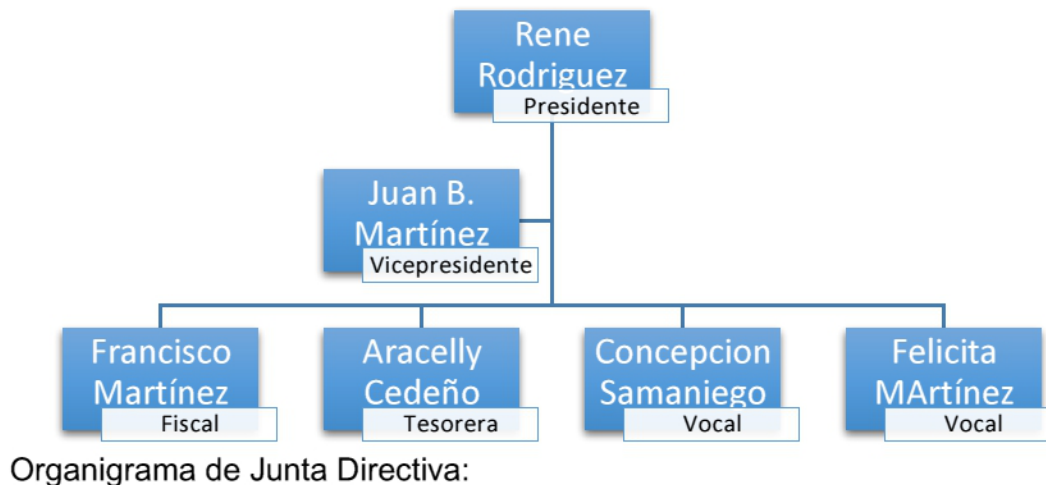 Rene
Rodriguez
Presidente
Juan B.
Martínez
Vicepresidente
Francisco
Martínez
Fiscal
Aracelly
Cedeño
Tesorera
Concepcion
Samaniego
Vocal
Felicita
MArtínez
Vocal
Organigrama de Junta Directiva: